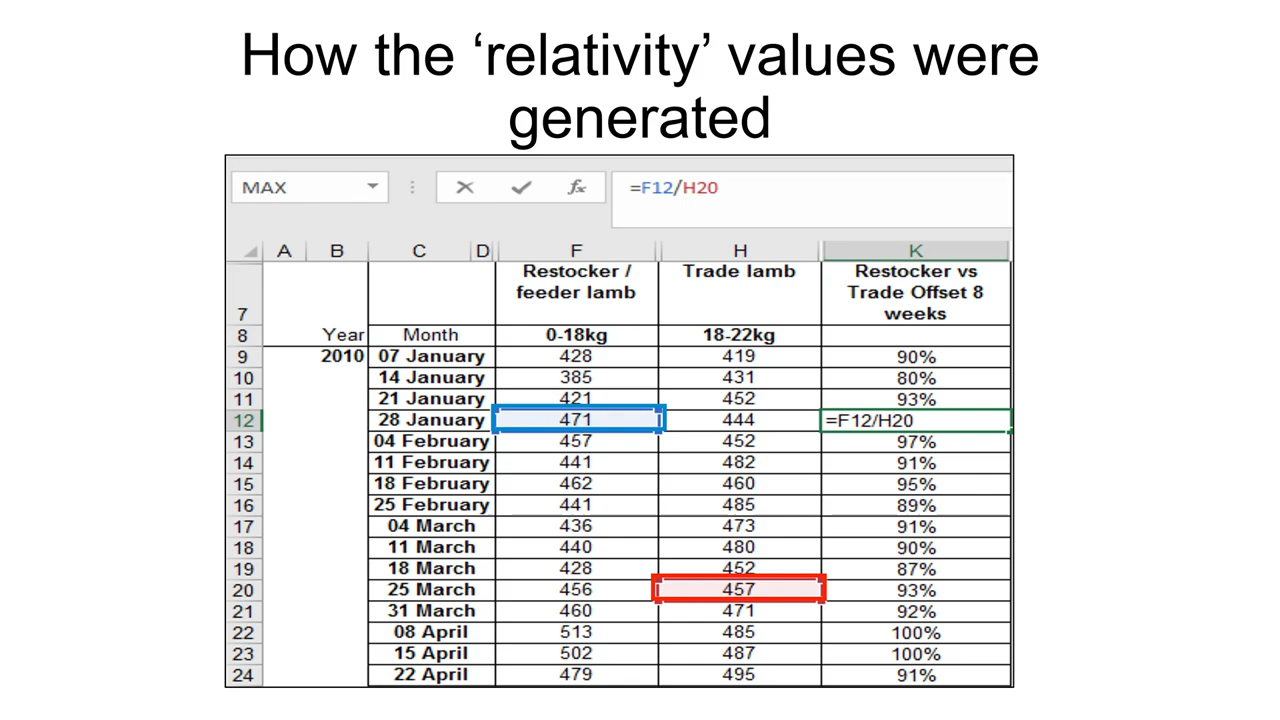 How the ‘relativity’ values were
generated
MAX =F12/H20
A B C D F H K
7 Restocker / feeder lamb Trade lamb Restocker vs Trade Offset 8 weeks
8 Year Month 0-18kg 18-22kg
9 2010 07 January 428 419 90%
10 14 January 385 431 80%
11 21 January 421 452 93%
12 28 January 471 444 =F12/H20
13 04 February 457 452 97%
14 11 February 441 482 91%
15 18 February 462 460 95%
16 25 February 441 485 89%
17 04 March 436 473 91%
18 11 March 440 480 90%
19 18 March 428 452 87%
20 25 March 456 457 93%
21 31 March 460 471 92%
22 08 April 513 485 100%
23 15 April 502 487 100%
24 22 April 479 495 91%